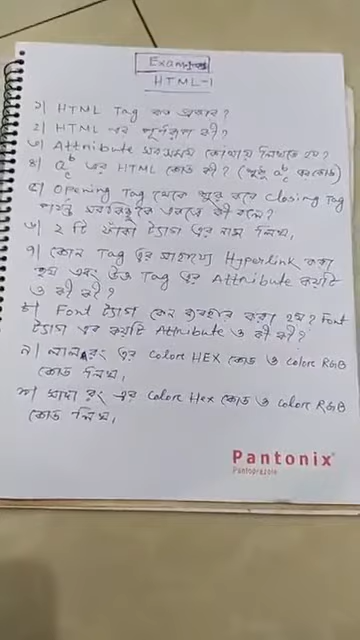 Exam
HTML-1
১) HTML Tag কত প্রকার?
২) HTML এর পূর্ণরূপ কী?
৩) Attribute সবসময় কোথায় লিখতে হয়?
৪) a b c এর HTML কোড কী? (শুধু
৫) Opening Tag থেকে শুরু করে Closing Tag
পর্যন্ত সবকিছুকে একত্রে কী বলে?
৬) ২ টি ফাঁকা ট্যাগ এর নাম লিখ,
৭) কোন Tag এর সাহায্যে Hyperlink করা
হয় এবং উক্ত Tag এর Attribute কয়টি
ও কী কী?
৮) Font ট্যাগ কেন ব্যবহার করা হয়? Font
ট্যাগ এর কয়টি Attribute ও কী কী?
৯) লাল রং এর Colore HEX কোড ও Colore RGB
কোড লিখ,
১০) সাদা রং এর Colore Hex কোড ও Colore RGB
কোড লিখ,
Pantonix
Pantoprazole